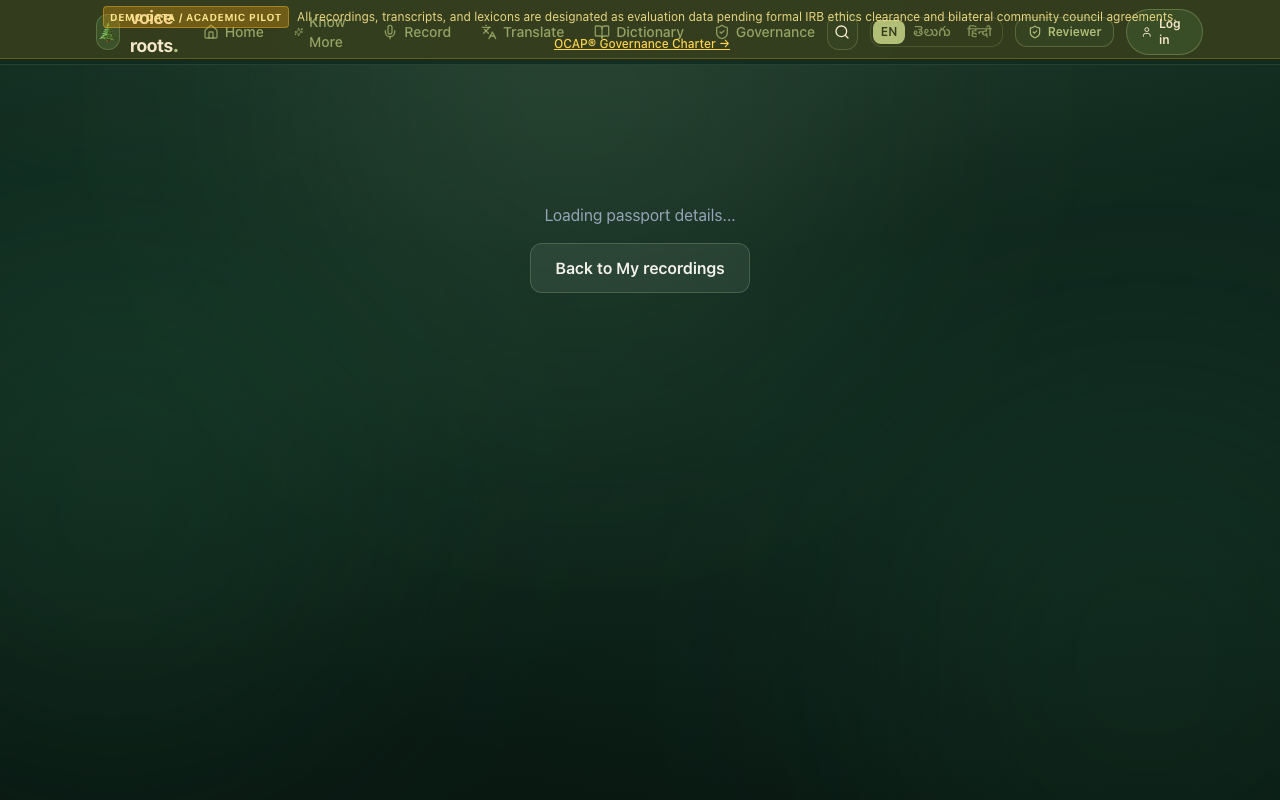 DEMO DATA / ACADEMIC PILOT All recordings, transcripts, and lexicons are designated as evaluation data pending formal IRB ethics clearance and bilateral community council agreements.
OCAP® Governance Charter →
voice
roots.
Home
Know
More
Record
Translate
Dictionary
Governance
EN తెలుగు हिन्दी
Reviewer
Log
in
Loading passport details...
Back to My recordings